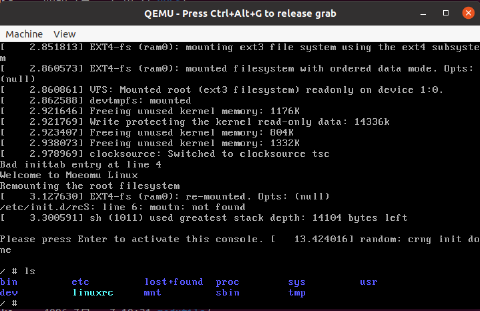 QEMU - Press Ctrl+Alt+G to release grab
Machine View
[ 2.851813] EXT4-fs (ram0): mounting ext3 file system using the ext4 subsyste
m
[ 2.860573] EXT4-fs (ram0): mounted filesystem with ordered data mode. Opts:
(null)
[ 2.860861] VFS: Mounted root (ext3 filesystem) readonly on device 1:0.
[ 2.862588] devtmpfs: mounted
[ 2.921646] Freeing unused kernel memory: 1176K
[ 2.921769] Write protecting the kernel read-only data: 14336k
[ 2.923407] Freeing unused kernel memory: 804K
[ 2.938073] Freeing unused kernel memory: 1332K
[ 2.978969] clocksource: Switched to clocksource tsc
Bad inittab entry at line 4
Welcome to Moeomu Linux
Remounting the root filesystem
[ 3.127630] EXT4-fs (ram0): re-mounted. Opts: (null)
/etc/init.d/rcS: line 6: moutn: not found
[ 3.300591] sh (1011) used greatest stack depth: 14104 bytes left
Please press Enter to activate this console. [ 13.424016] random: crng init do
ne
/ # ls
bin etc lost+found proc sys usr
dev linuxrc mnt sbin tmp
/ #